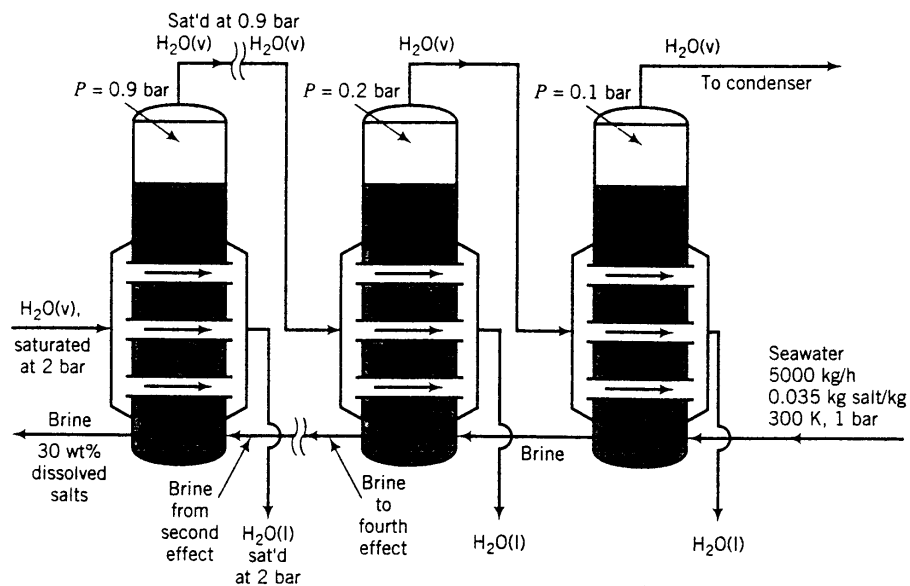 Sat'd at 0.9 bar
H₂O(v)
H₂O(v)
H₂O(v)
H₂O(v)
To condenser
P = 0.9 bar
P = 0.2 bar
P = 0.1 bar
H₂O(v),
saturated
at 2 bar
Seawater
5000 kg/h
0.035 kg salt/kg
300 K, 1 bar
Brine
30 wt%
dissolved
salts
Brine
from
second
effect
H₂O(l)
sat'd
at 2 bar
Brine
to
fourth
effect
H₂O(l)
Brine
H₂O(l)